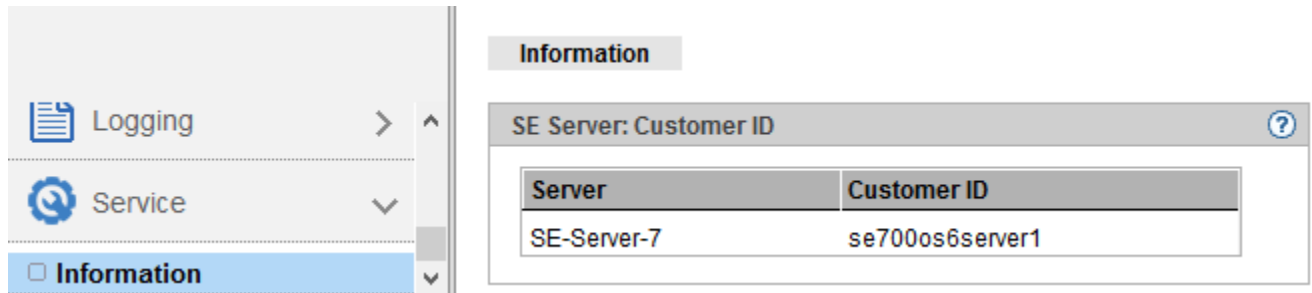 Logging
Service
Information
Information
SE Server: Customer ID
?
Server Customer ID
SE-Server-7 se700os6server1